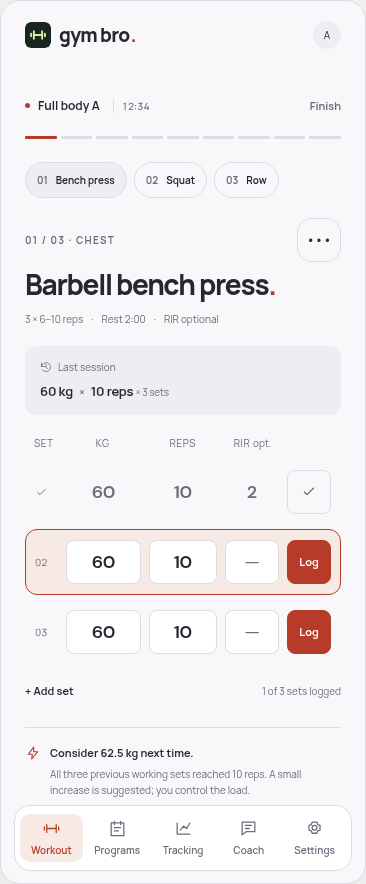 gym bro.
A
Full body A 12:34 Finish
01 Bench press 02 Squat 03 Row
01 / 03 · CHEST
Barbell bench press.
3 × 6–10 reps · Rest 2:00 · RIR optional
Last session
60 kg × 10 reps × 3 sets
SET KG REPS RIR opt.
60 10 2
02 60 10 — Log
03 60 10 — Log
+ Add set 1 of 3 sets logged
Consider 62.5 kg next time.
All three previous working sets reached 10 reps. A small
increase is suggested; you control the load.
Workout Programs Tracking Coach Settings